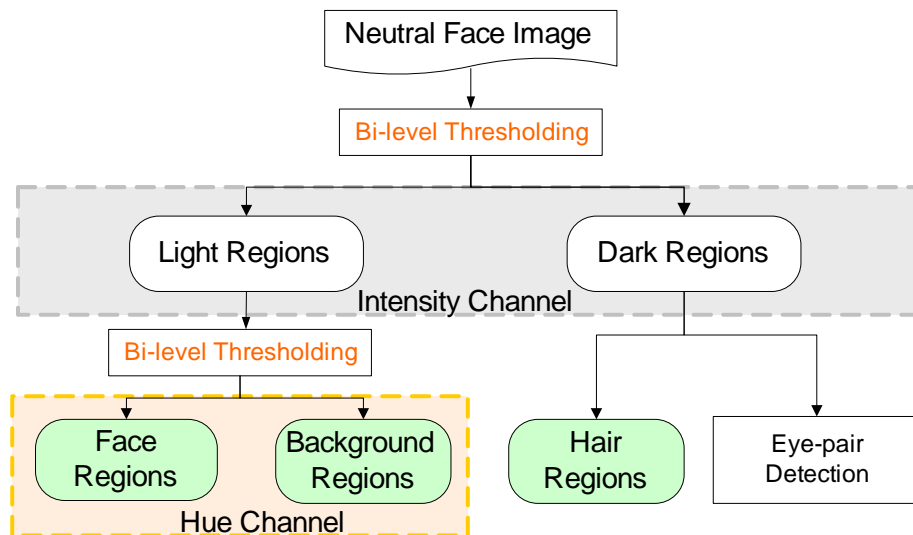 Neutral Face Image
Bi-level Thresholding
Light Regions
Dark Regions
Intensity Channel
Bi-level Thresholding
Face
Regions
Background
Regions
Hair
Regions
Eye-pair
Detection
Hue Channel